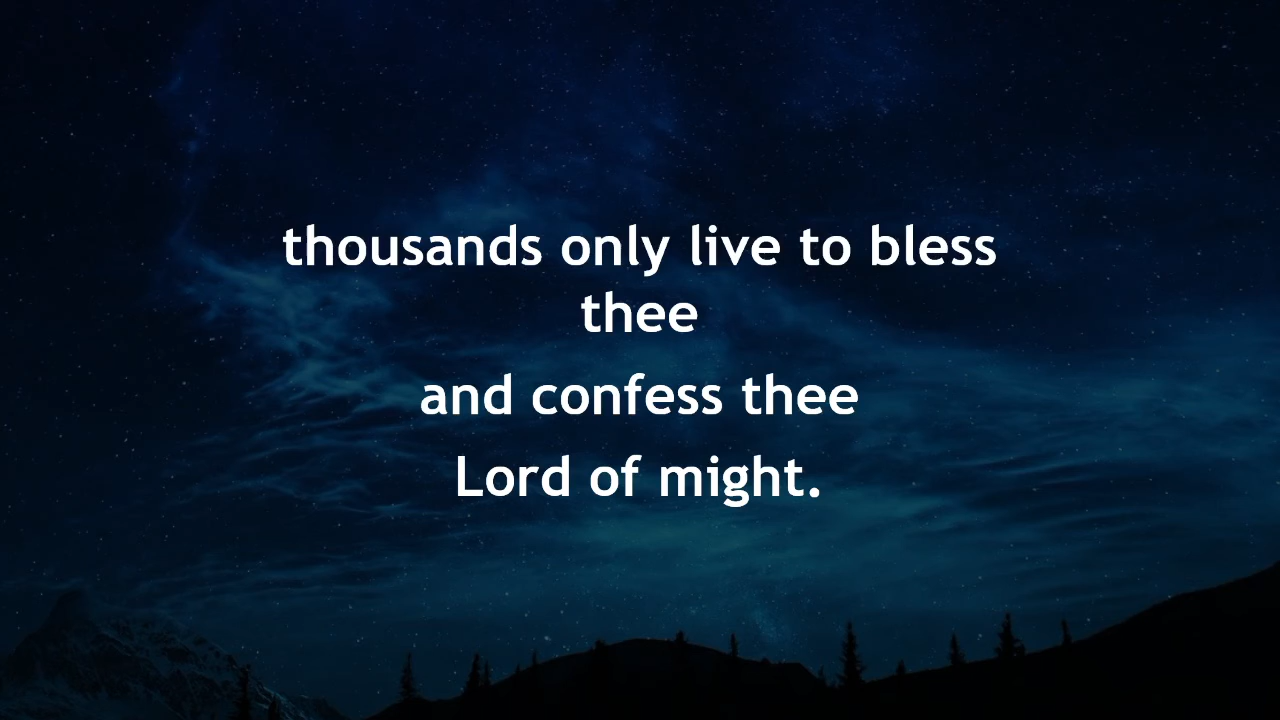 thousands only live to bless
thee
and confess thee
Lord of might.